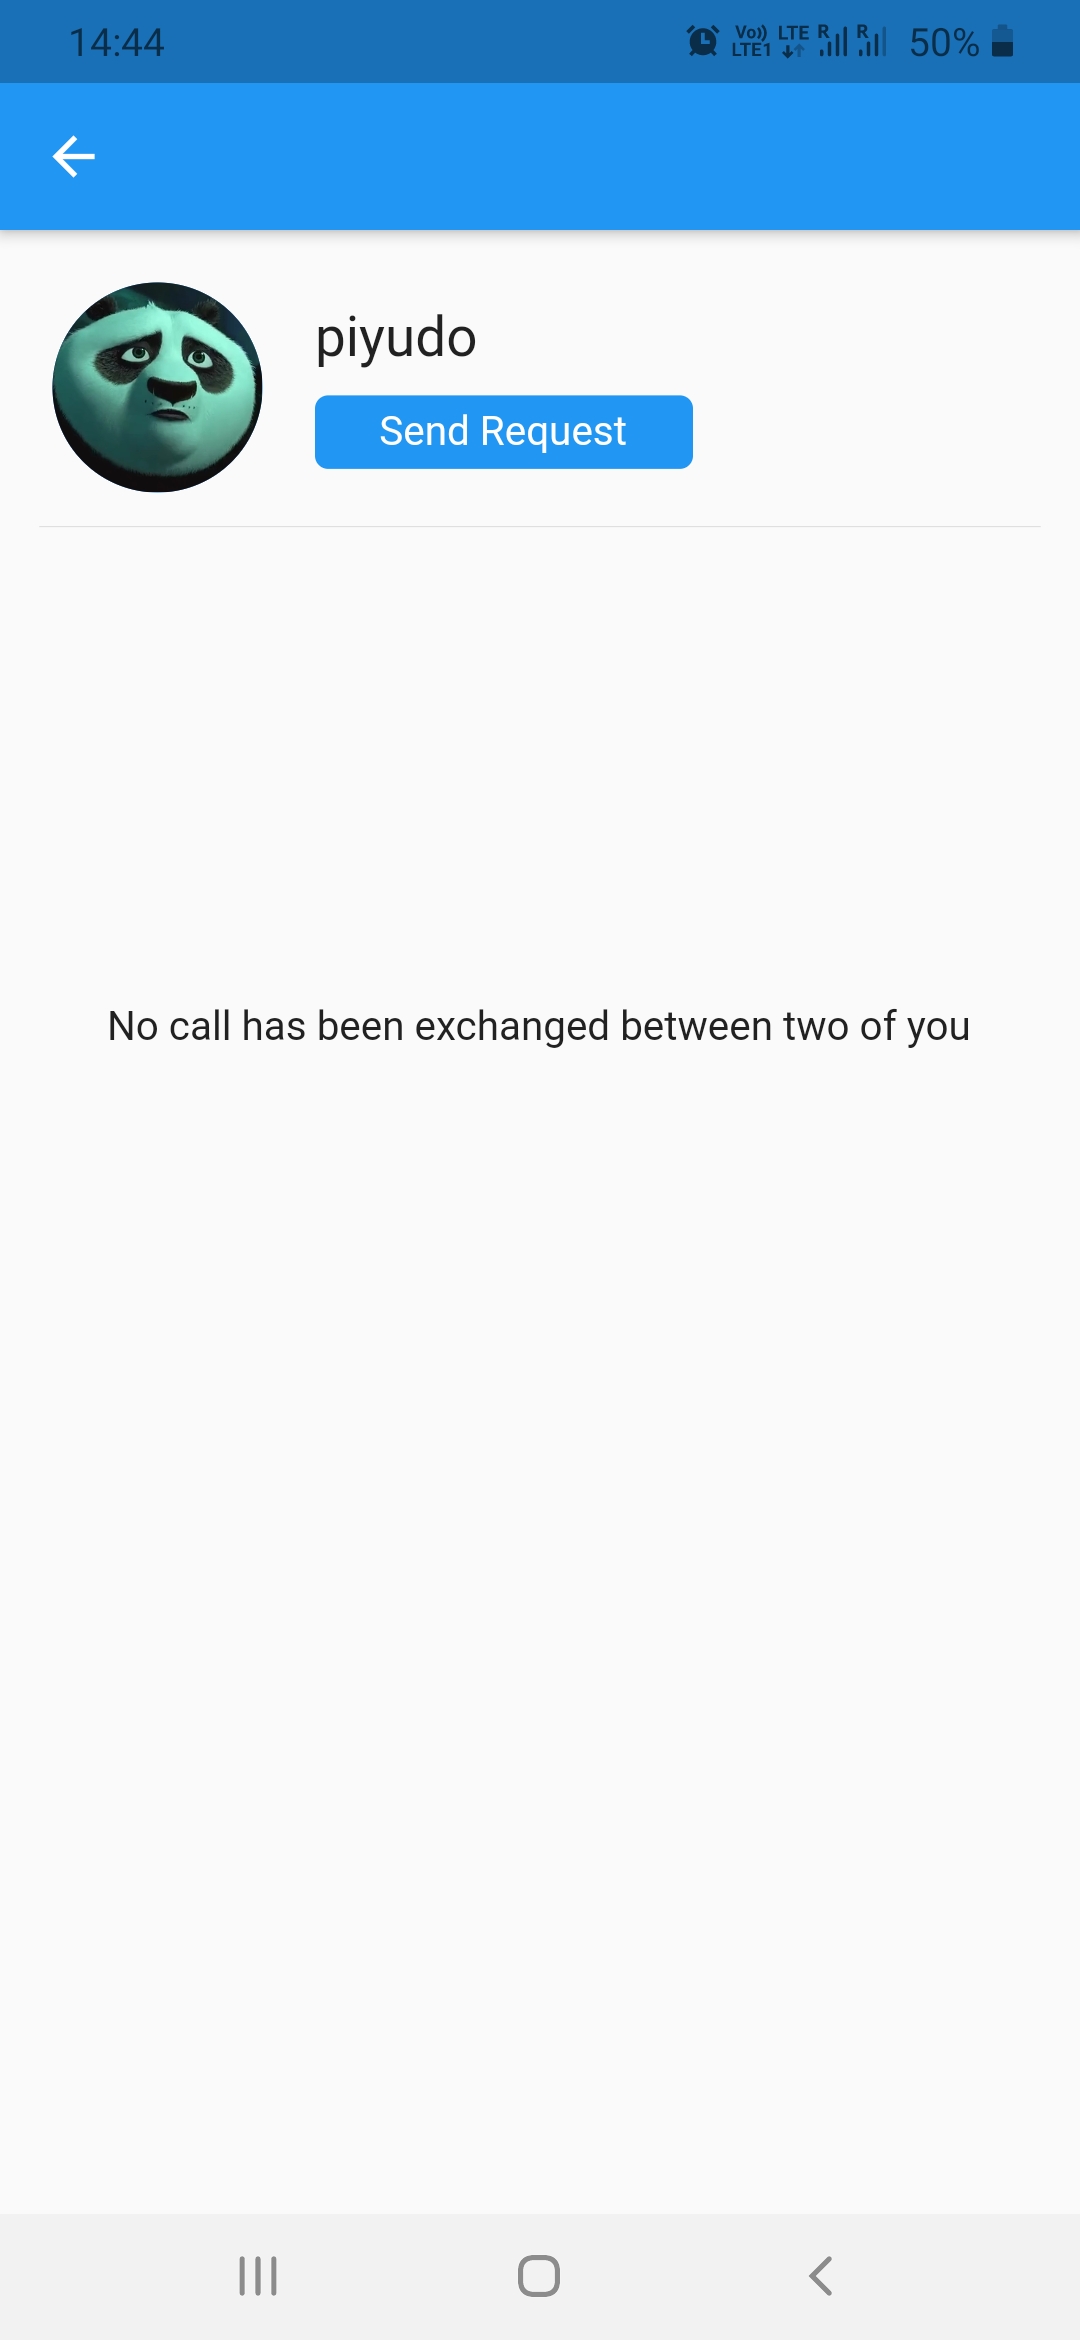 14:44
Vo)) LTE R R 50%
LTE1
piyudo
Send Request
No call has been exchanged between two of you